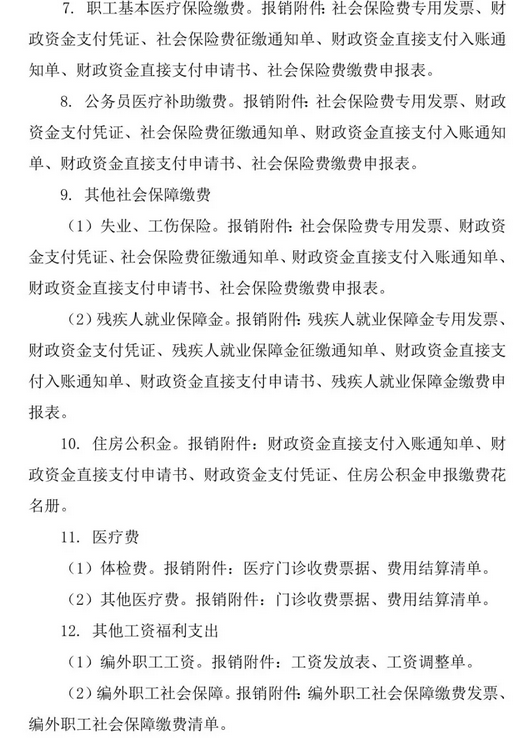 7. 职工基本医疗保险缴费。报销附件：社会保险费专用发票、财
政资金支付凭证、社会保险费征缴通知单、财政资金直接支付入账通
知单、财政资金直接支付申请书、社会保险费缴费申报表。
8. 公务员医疗补助缴费。报销附件：社会保险费专用发票、财政
资金支付凭证、社会保险费征缴通知单、财政资金直接支付入账通知
单、财政资金直接支付申请书、社会保险费缴费申报表。
9. 其他社会保障缴费
（1）失业、工伤保险。报销附件：社会保险费专用发票、财政资
金支付凭证、社会保险费征缴通知单、财政资金直接支付入账通知单、
财政资金直接支付申请书、社会保险费缴费申报表。
（2）残疾人就业保障金。报销附件：残疾人就业保障金专用发票、
财政资金支付凭证、残疾人就业保障金征缴通知单、财政资金直接支
付入账通知单、财政资金直接支付申请书、残疾人就业保障金缴费申
报表。
10. 住房公积金。报销附件：财政资金直接支付入账通知单、财
政资金直接支付申请书、财政资金支付凭证、住房公积金申报缴费花
名册。
11. 医疗费
（1）体检费。报销附件：医疗门诊收费票据、费用结算清单。
（2）其他医疗费。报销附件：门诊收费票据、费用结算清单。
12. 其他工资福利支出
（1）编外职工工资。报销附件：工资发放表、工资调整单。
（2）编外职工社会保障。报销附件：编外职工社会保障缴费发票、
编外职工社会保障缴费清单。